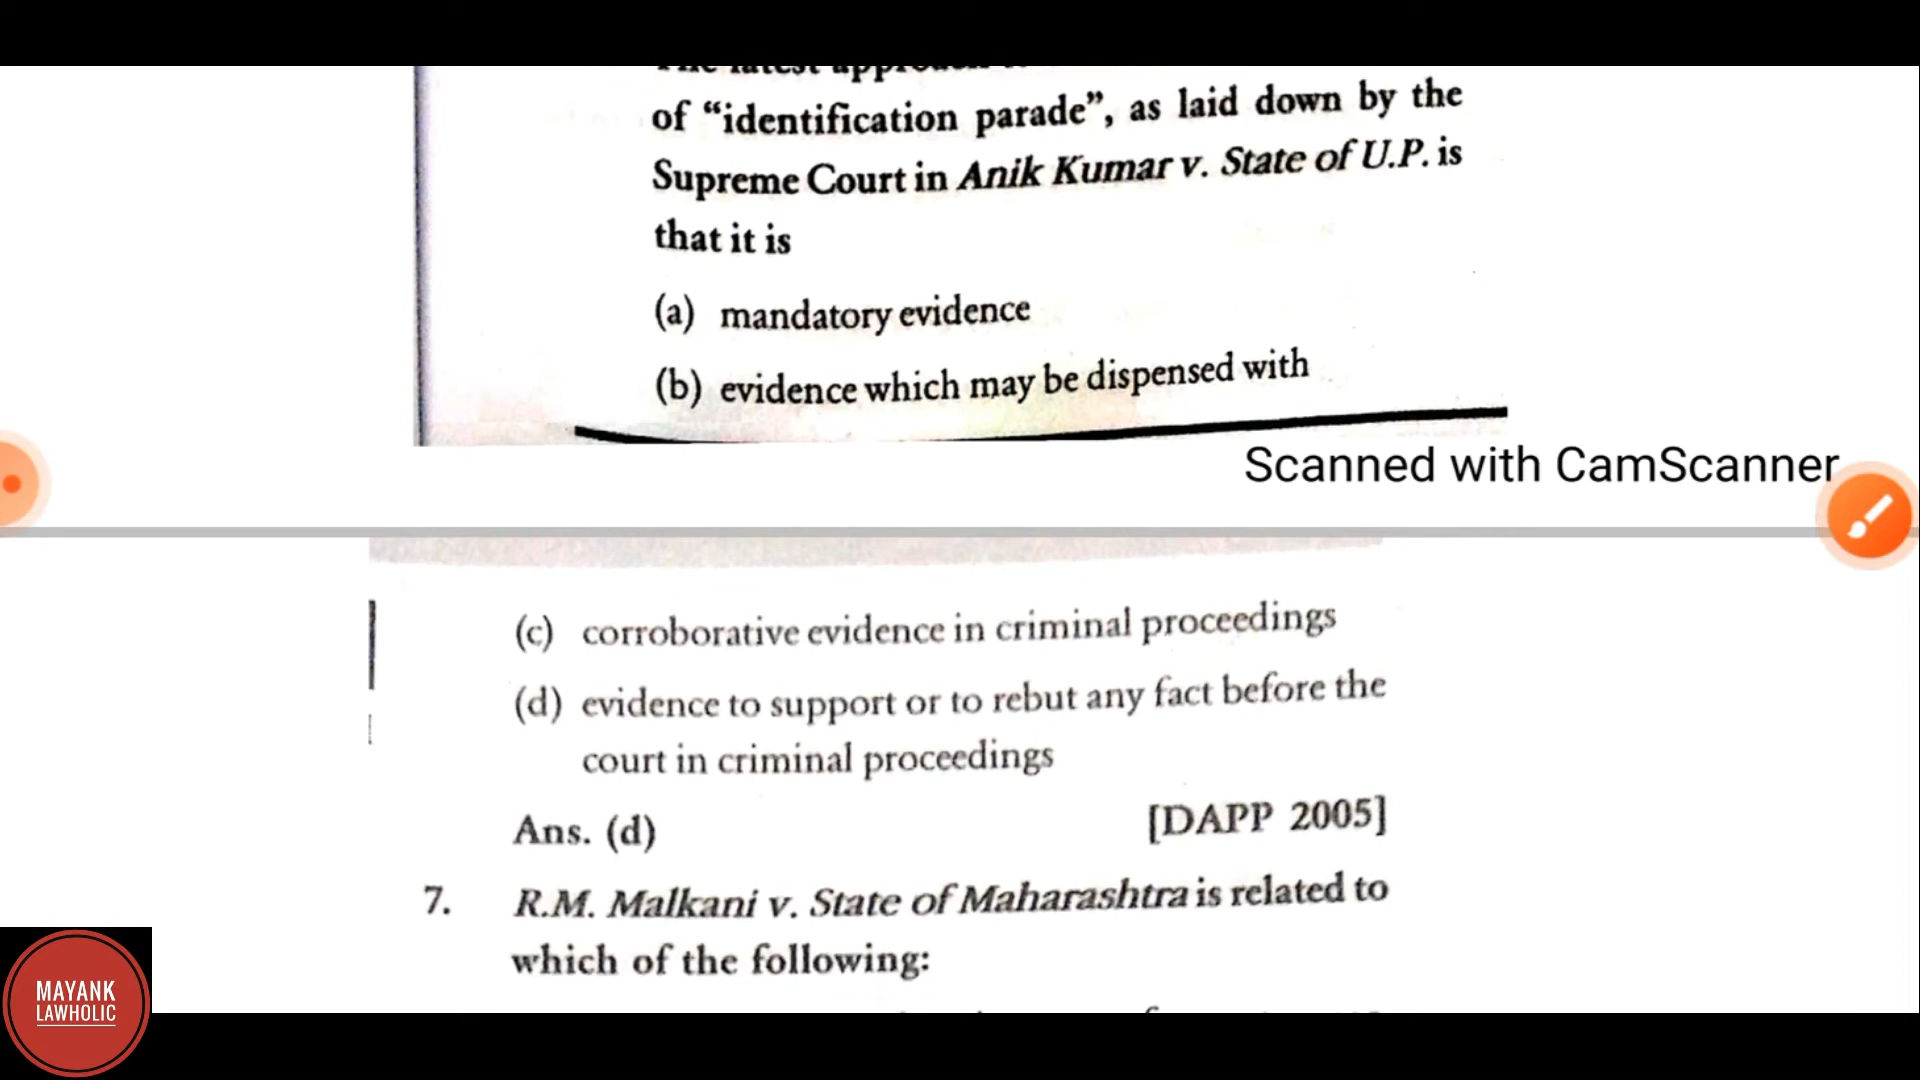 The latest approach
of “identification parade”, as laid down by the
Supreme Court in Anik Kumar v. State of U.P. is
that it is
(a) mandatory evidence
(b) evidence which may be dispensed with
Scanned with CamScanner
(c) corroborative evidence in criminal proceedings
(d) evidence to support or to rebut any fact before the
court in criminal proceedings
Ans. (d) [DAPP 2005]
7. R.M. Malkani v. State of Maharashtra is related to
which of the following:
MAYANK
LAWHOLIC